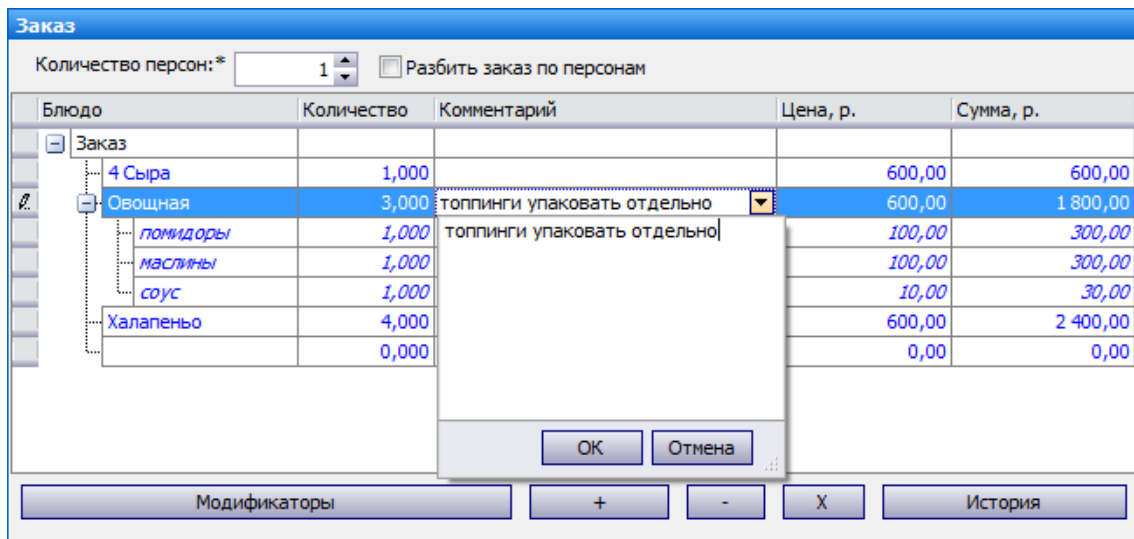 Заказ
Количество персон:* 1 Разбить заказ по персонам
Блюдо Количество Комментарий Цена, р. Сумма, р.
Заказ
4 Сыра 1,000 600,00 600,00
Овощная 3,000 топпинги упаковать отдельно 600,00 1 800,00
топпинги упаковать отдельно
помидоры 1,000 100,00 300,00
маслины 1,000 100,00 300,00
соус 1,000 10,00 30,00
Халапеньо 4,000 600,00 2 400,00
0,000 0,00 0,00
ОК Отмена
Модификаторы + - X История